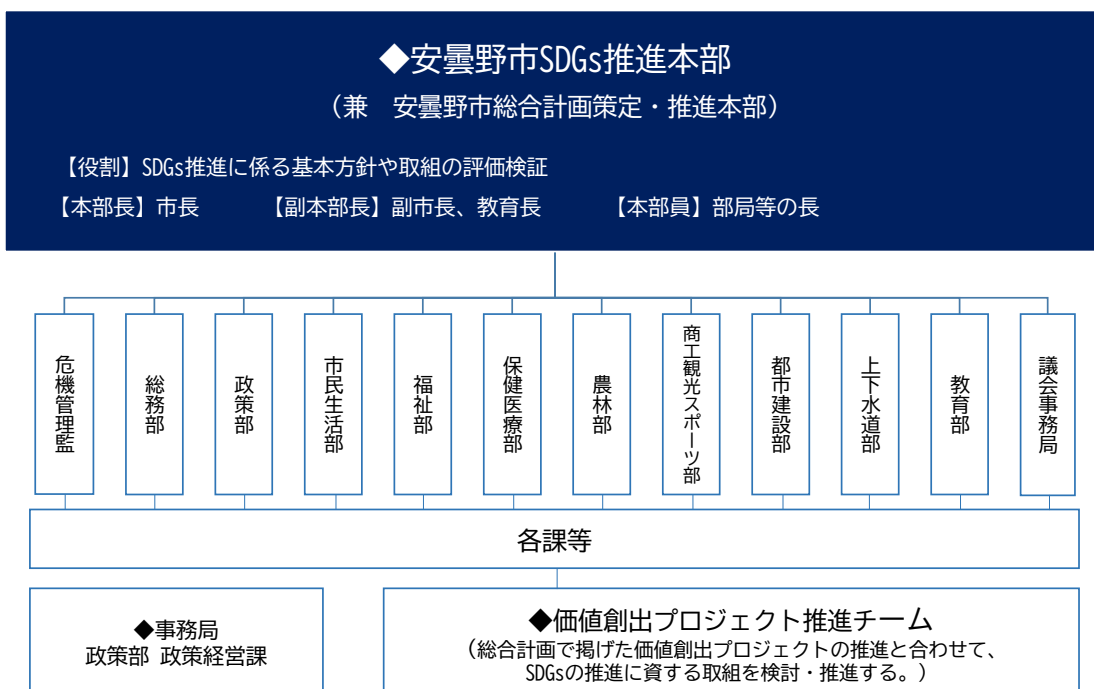 ◆安曇野市SDGs推進本部
（兼　安曇野市総合計画策定・推進本部）
【役割】SDGs推進に係る基本方針や取組の評価検証
【本部長】市長　【副本部長】副市長、教育長　【本部員】部局等の長
危機管理監
総務部
政策部
市民生活部
福祉部
保健医療部
農林部
商工観光スポーツ部
都市建設部
上下水道部
教育部
議会事務局
各課等
◆事務局
政策部 政策経営課
◆価値創出プロジェクト推進チーム
（総合計画で掲げた価値創出プロジェクトの推進と合わせて、
SDGsの推進に資する取組を検討・推進する。）